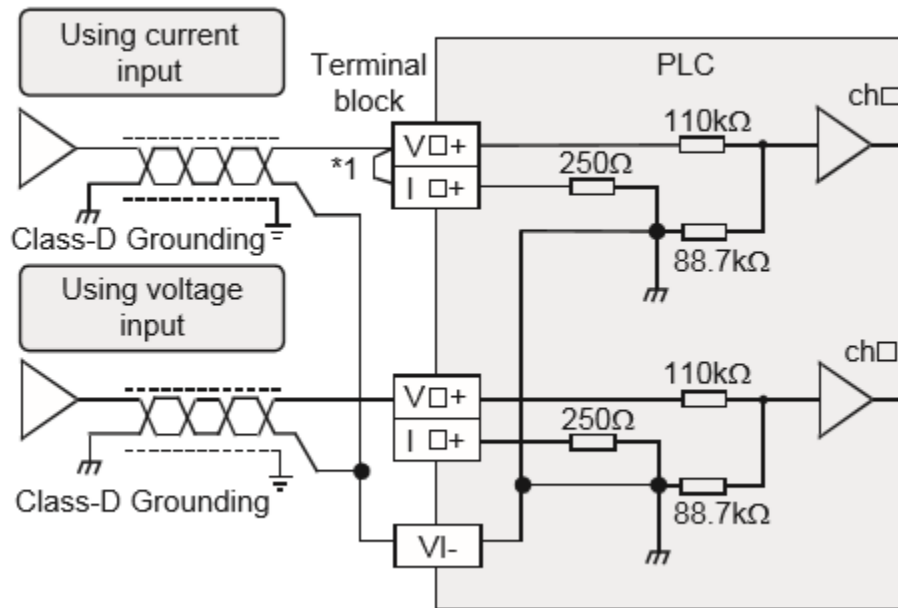 Using current
input
Terminal
block
PLC
ch□
110kΩ
V□+
*1
250Ω
I □+
88.7kΩ
Class-D Grounding
Using voltage
input
ch□
110kΩ
V□+
250Ω
I □+
88.7kΩ
Class-D Grounding
VI-